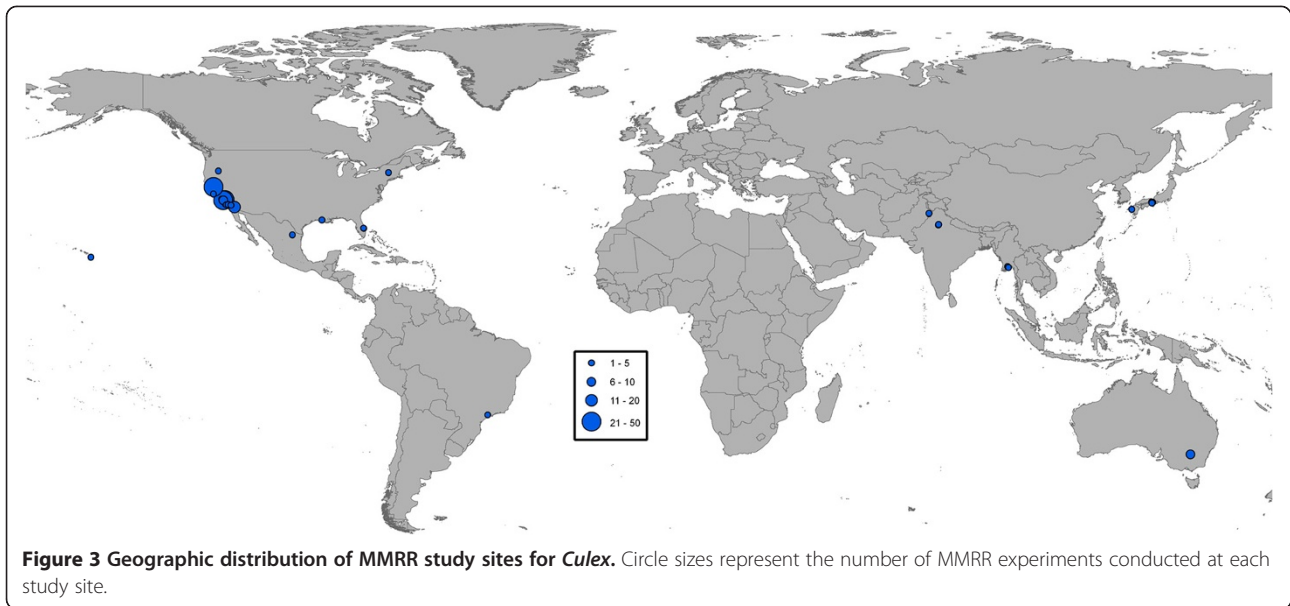 1 - 5
6 - 10
11 - 20
21 - 50
Figure 3 Geographic distribution of MMRR study sites for Culex. Circle sizes represent the number of MMRR experiments conducted at each
study site.